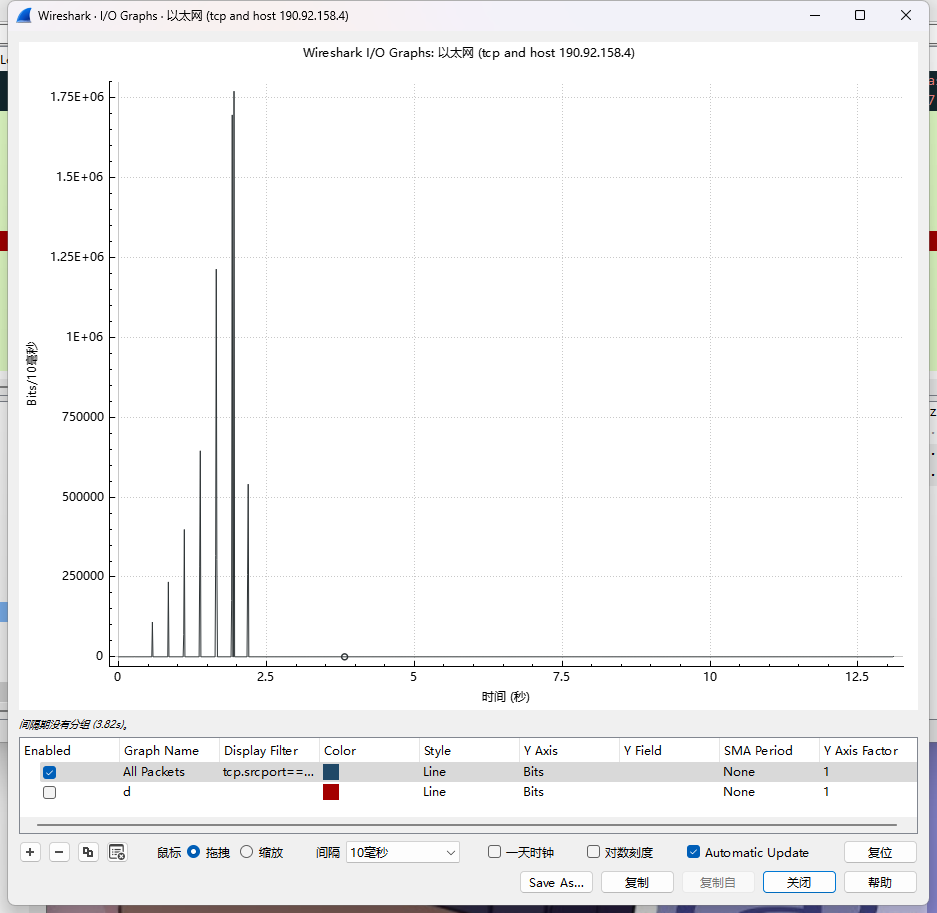 Wireshark · I/O Graphs · 以太网 (tcp and host 190.92.158.4)
Wireshark I/O Graphs: 以太网 (tcp and host 190.92.158.4)
1.75E+06
1.5E+06
1.25E+06
1E+06
750000
500000
250000
0
Bits/10毫秒
0 2.5 5 7.5 10 12.5
时间 (秒)
间隔期没有分组 (3.82s)。
Enabled Graph Name Display Filter Color Style Y Axis Y Field SMA Period Y Axis Factor
All Packets tcp.srcport==... Line Bits None 1
d Line Bits None 1
+ − 鼠标 拖拽 缩放 间隔 10毫秒 一天时钟 对数刻度 Automatic Update 复位
Save As... 复制 复制自 关闭 帮助